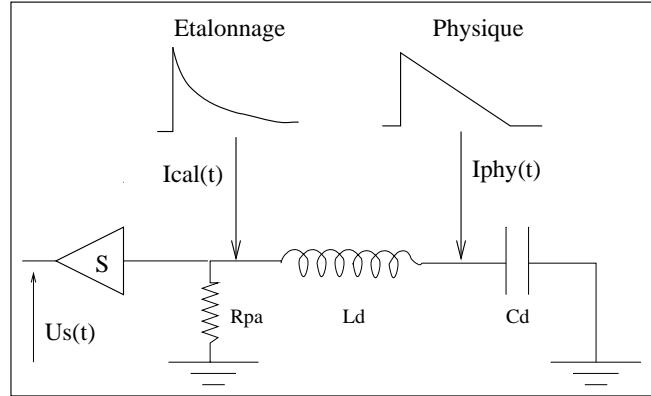 Etalonnage
Physique
Ical(t)
Iphy(t)
S
Rpa
Ld
Cd
Us(t)